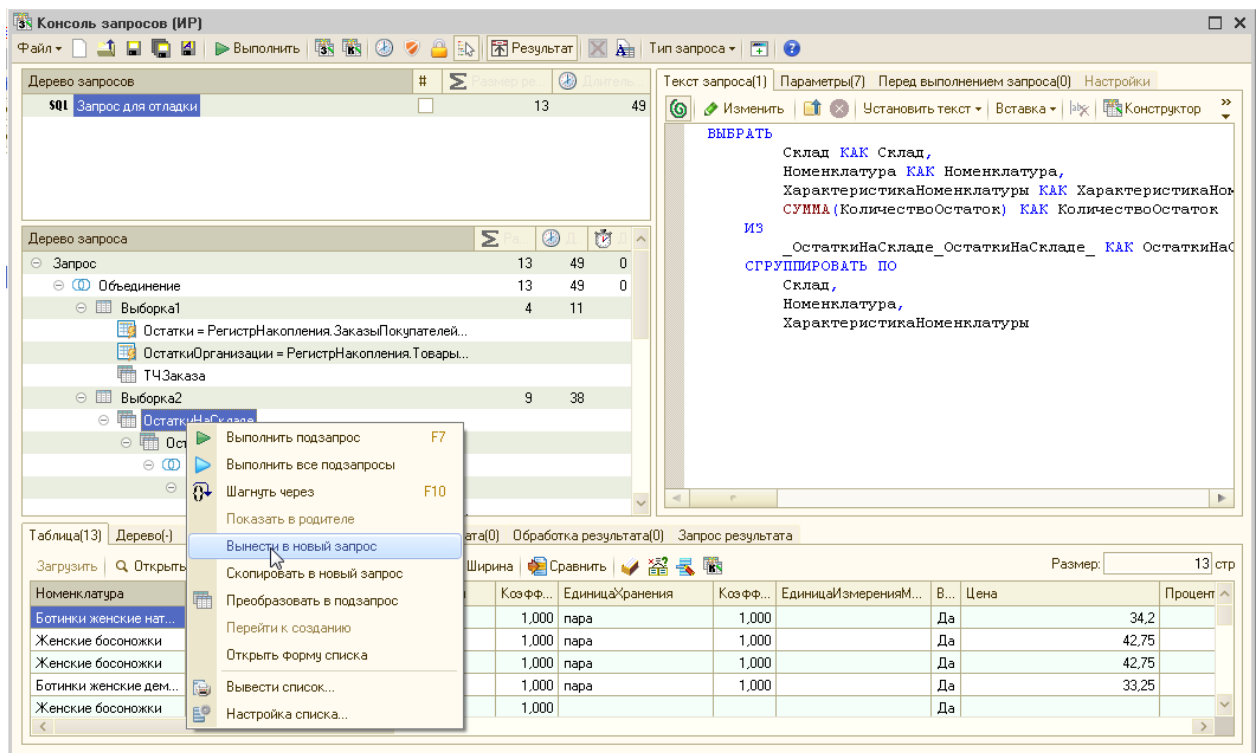 Консоль запросов (ИР)
Файл Выполнить Результат Тип запроса
Дерево запросов # Размер ре... Длитель...
SQL Запрос для отладки 13 49
Текст запроса(1) Параметры(7) Перед выполнением запроса(0) Настройки
Изменить Установить текст Вставка Конструктор
ВЫБРАТЬ
Склад КАК Склад,
Номенклатура КАК Номенклатура,
ХарактеристикаНоменклатуры КАК ХарактеристикаНом
СУММА(КоличествоОстаток) КАК КоличествоОстаток
ИЗ
_ОстаткиНаСкладе_ОстаткиНаСкладе_ КАК ОстаткиНаС
СГРУППИРОВАТЬ ПО
Склад,
Номенклатура,
ХарактеристикаНоменклатуры
Дерево запроса Ра... Д... Д
Запрос 13 49 0
Объединение 13 49 0
Выборка1 4 11
Остатки = РегистрНакопления.ЗаказыПокупателей...
ОстаткиОрганизации = РегистрНакопления.Товары...
ТЧЗаказа
Выборка2 9 38
ОстаткиНаСкладе
Ост
Выполнить подзапрос F7
Выполнить все подзапросы
Шагнуть через F10
Показать в родителе
Вынести в новый запрос
Скопировать в новый запрос
Преобразовать в подзапрос
Перейти к созданию
Открыть форму списка
Вывести список...
Настройка списка...
Таблица(13) Дерево(-) ата(0) Обработка результата(0) Запрос результата
Загрузить Открыть Ширина Сравнить Размер: 13 стр
Номенклатура Коэфф... ЕдиницаХранения Коэфф... ЕдиницаИзмеренияМ... В... Цена Процент
Ботинки женские нат... 1,000 пара 1,000 Да 34,2
Женские босоножки 1,000 пара 1,000 Да 42,75
Женские босоножки 1,000 пара 1,000 Да 42,75
Ботинки женские дем... 1,000 пара 1,000 Да 33,25
Женские босоножки 1,000 Да